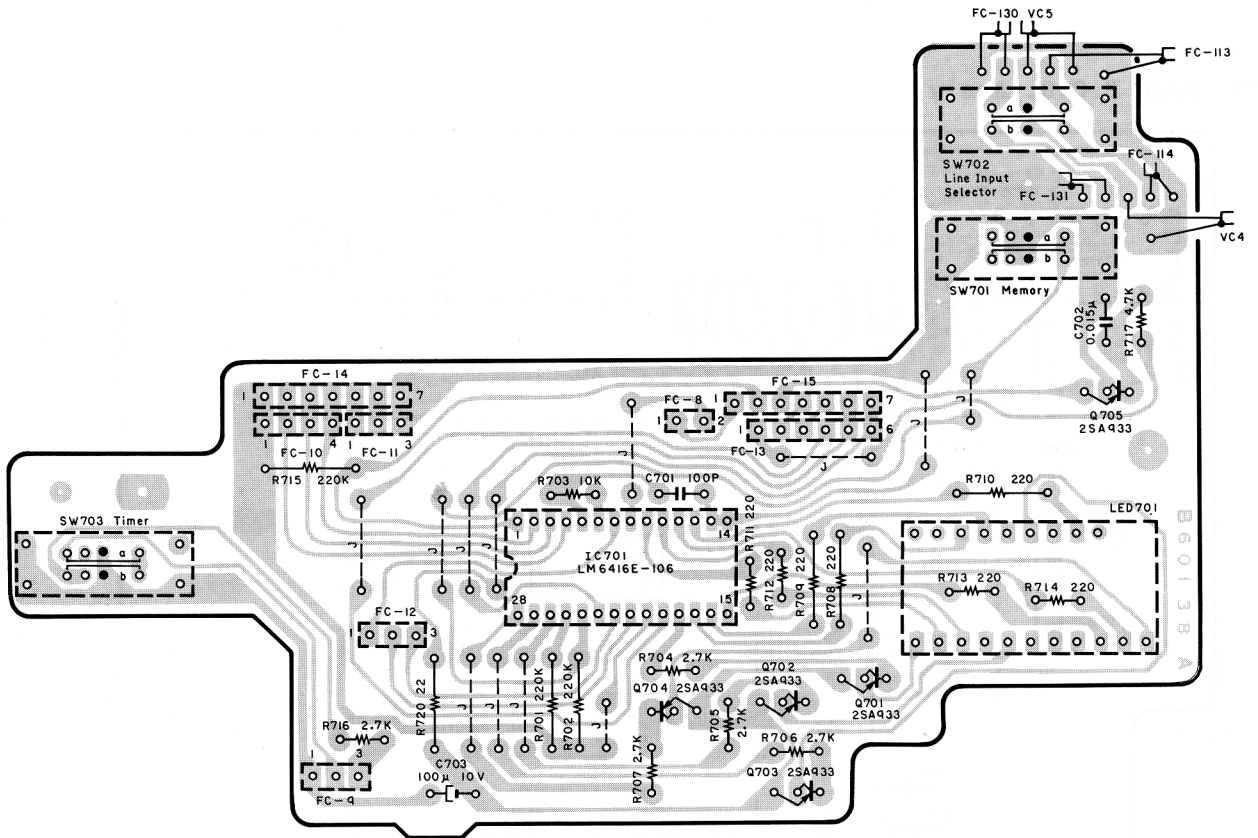 FC-130 VC5
FC-113
a
b
SW702
Line Input
Selector
FC-114
FC-131
VC4
a
b
SW701 Memory
C702
0.015µ
R717 4.7K
Q705
2SA933
FC-14
1 7
1 4
1 3
FC-10
FC-11
R715 220K
FC-15
1 7
FC-8
1 2
1 6
FC-13
J
J
J
J
R703 10K
C701 100P
R710 220
LED701
SW703 Timer
a
b
J
J
J
J
1 14
IC701
LM6416E-106
28 15
R711 220
R712 220
R709 220
R708 220
J
R713 220
R714 220
B60138A
FC-12
1 3
R720 22
J
J
J
R701 220K
R702 220K
J
R704 2.7K
Q704 2SA933
R705
2.7K
Q702
2SA933
Q701
2SA933
R716 2.7K
1 3
FC-9
C703
100µ 10V
R707 2.7K
R706 2.7K
Q703 2SA933